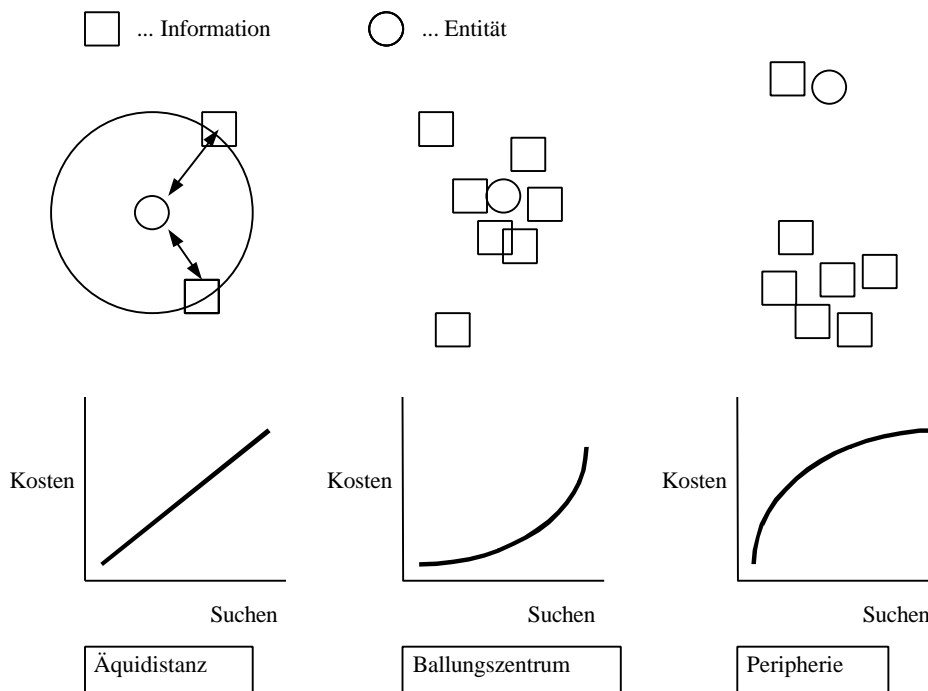 ... Information
... Entität
Kosten
Kosten
Kosten
Suchen
Suchen
Suchen
Äquidistanz
Ballungszentrum
Peripherie